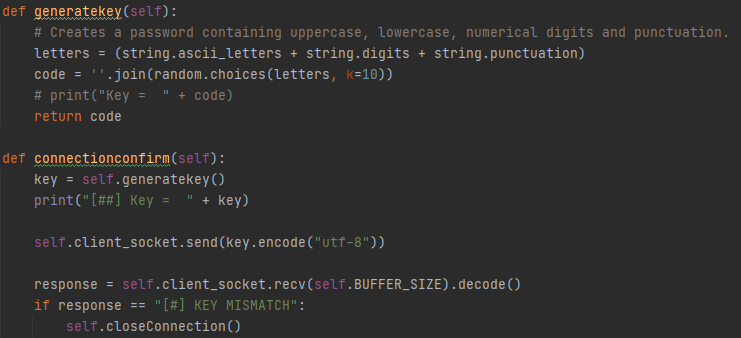 def generatekey(self):
    # Creates a password containing uppercase, lowercase, numerical digits and punctuation.
    letters = (string.ascii_letters + string.digits + string.punctuation)
    code = ''.join(random.choices(letters, k=10))
    # print("Key =  " + code)
    return code

def connectionconfirm(self):
    key = self.generatekey()
    print("[##] Key =  " + key)

    self.client_socket.send(key.encode("utf-8"))

    response = self.client_socket.recv(self.BUFFER_SIZE).decode()
    if response == "[#] KEY MISMATCH":
        self.closeConnection()